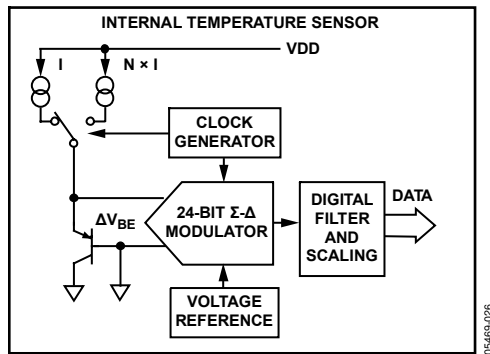 INTERNAL TEMPERATURE SENSOR
VDD
I
N × I
CLOCK
GENERATOR
ΔVBE
24-BIT Σ-Δ
MODULATOR
DIGITAL
FILTER
AND
SCALING
DATA
VOLTAGE
REFERENCE
05469-026